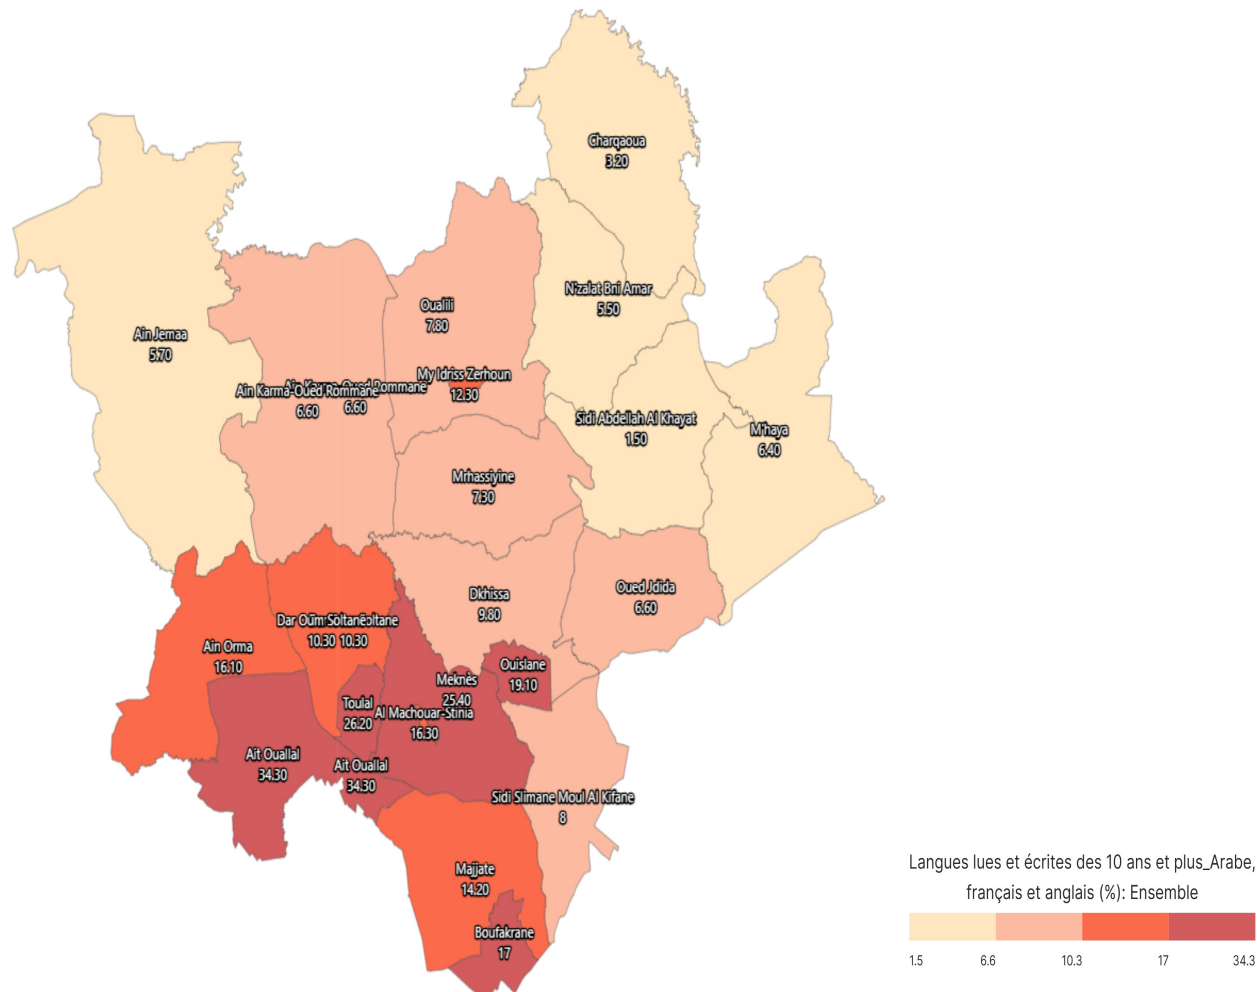 Charqaoua
3.20
N'zalat Bni Amar
5.50
Oualili
7.80
Ain Jemaa
5.70
My Idriss Zerhoun
12.30
Ain Karma-Oued Rommane
6.60
Ain Karma-Oued Rommane
6.60
Sidi Abdellah Al Khayat
1.50
M'haya
6.40
Mrhassiyine
7.30
Dkhissa
9.80
Oued Jdida
6.60
Dar Oum Soltane
10.30
10.30
Ain Orma
16.10
Ouislane
19.10
Meknès
25.40
Toulal
26.20
Al Machouar-Stinia
16.30
Ait Ouallal
34.30
Ait Ouallal
34.30
Sidi Slimane Moul Al Kifane
8
Majjate
14.20
Boufakrane
17
Langues lues et écrites des 10 ans et plus_Arabe,
français et anglais (%): Ensemble
1.5 6.6 10.3 17 34.3